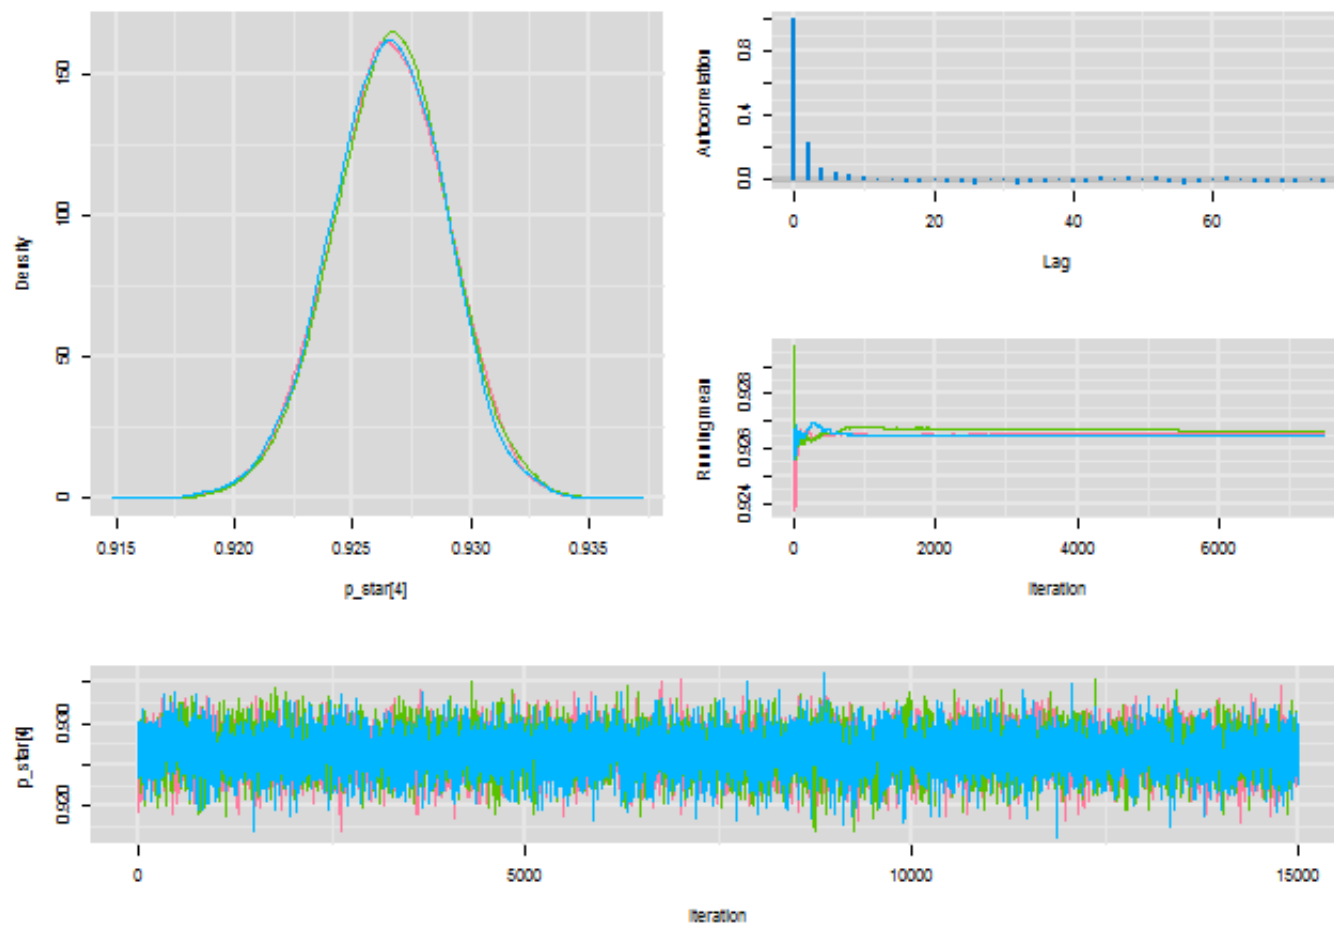 Density
150
100
50
0
0.915 0.920 0.925 0.930 0.935
p_star[4]
Autocorrelation
0.8
0.4
0.0
0 20 40 60
Lag
Running mean
0.928
0.926
0.924
0 2000 4000 6000
Iteration
p_star[4]
0.930
0.920
0 5000 10000 15000
Iteration